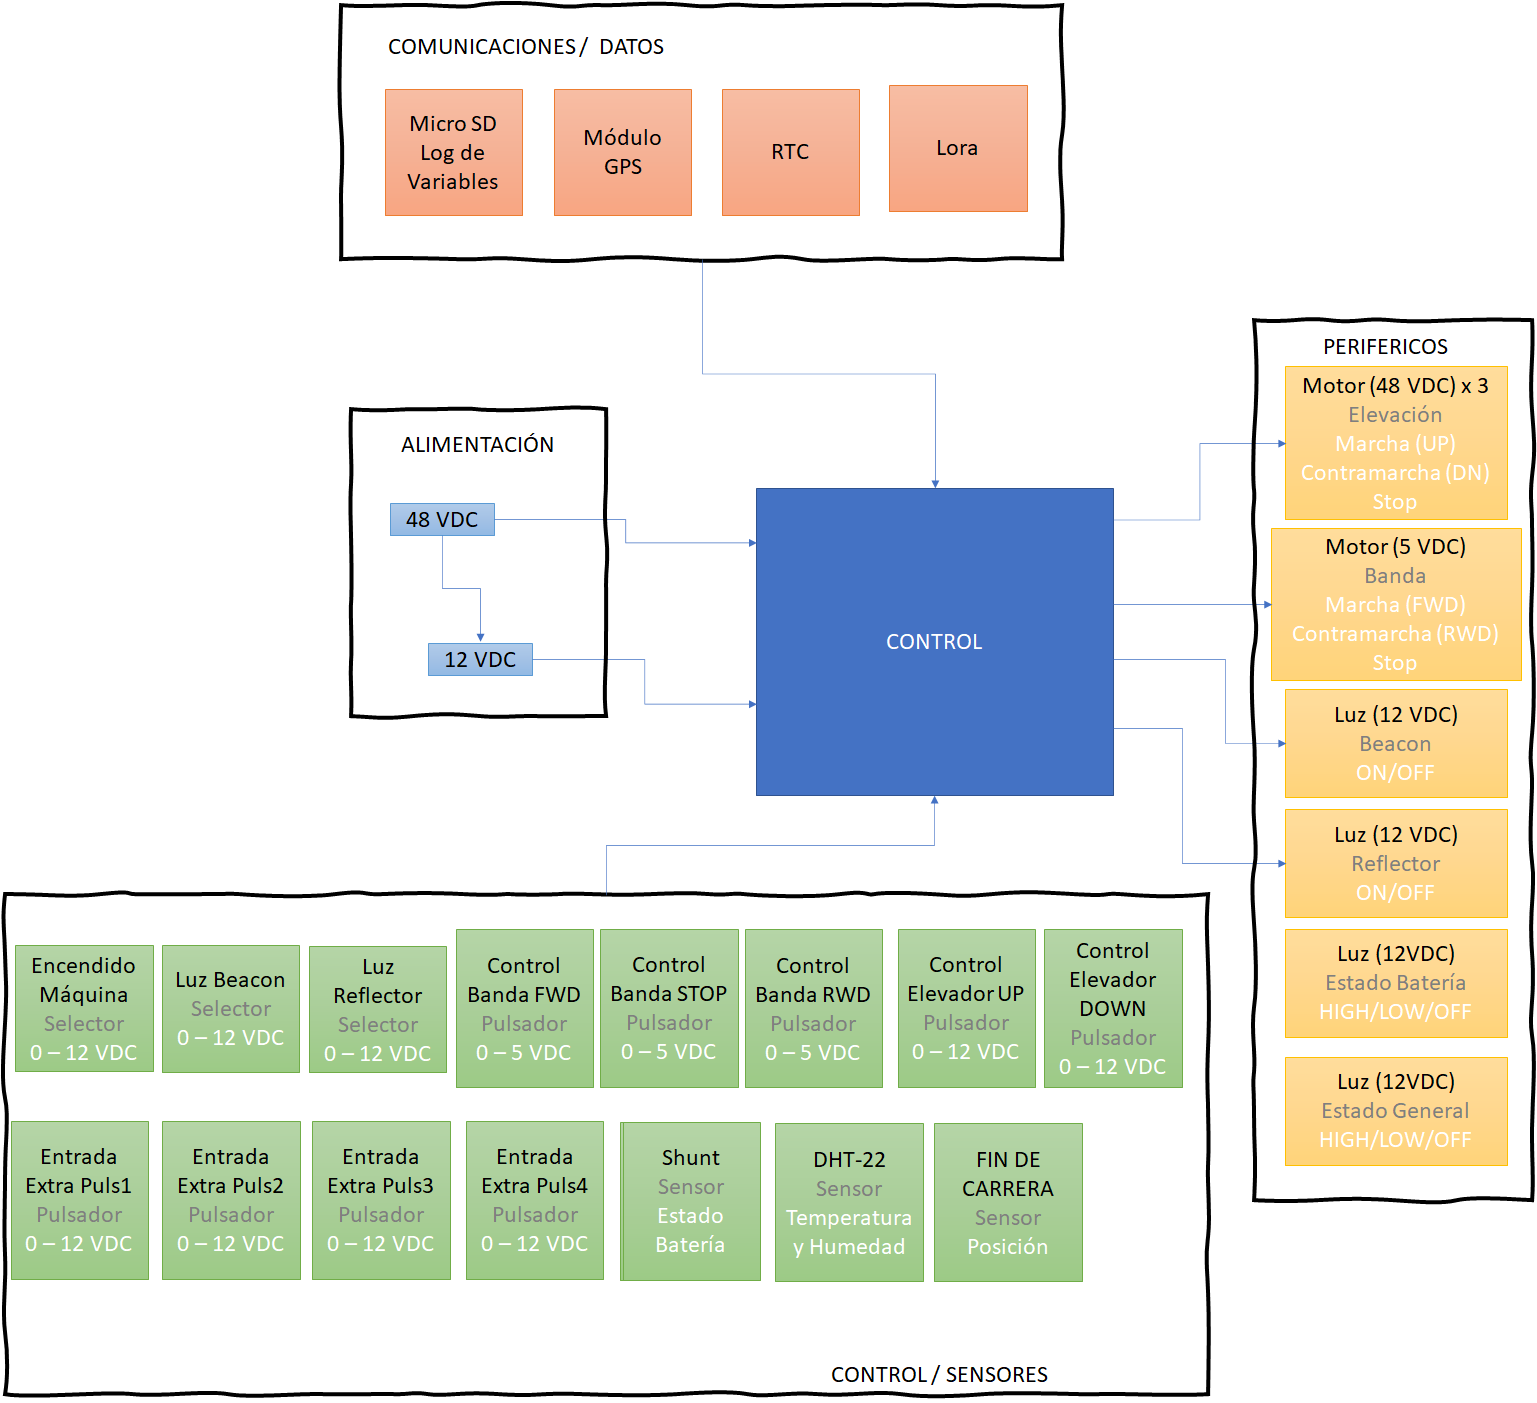 COMUNICACIONES / DATOS
Micro SD
Log de
Variables
Módulo
GPS
RTC
Lora
PERIFERICOS
Motor (48 VDC) x 3
Elevación
Marcha (UP)
Contramarcha (DN)
Stop
Motor (5 VDC)
Banda
Marcha (FWD)
Contramarcha (RWD)
Stop
Luz (12 VDC)
Beacon
ON/OFF
Luz (12 VDC)
Reflector
ON/OFF
Luz (12VDC)
Estado Batería
HIGH/LOW/OFF
Luz (12VDC)
Estado General
HIGH/LOW/OFF
ALIMENTACIÓN
48 VDC
12 VDC
CONTROL
Encendido
Máquina
Selector
0 – 12 VDC
Luz Beacon
Selector
0 – 12 VDC
Luz
Reflector
Selector
0 – 12 VDC
Control
Banda FWD
Pulsador
0 – 5 VDC
Control
Banda STOP
Pulsador
0 – 5 VDC
Control
Banda RWD
Pulsador
0 – 5 VDC
Control
Elevador UP
Pulsador
0 – 12 VDC
Control
Elevador
DOWN
Pulsador
0 – 12 VDC
Entrada
Extra Puls1
Pulsador
0 – 12 VDC
Entrada
Extra Puls2
Pulsador
0 – 12 VDC
Entrada
Extra Puls3
Pulsador
0 – 12 VDC
Entrada
Extra Puls4
Pulsador
0 – 12 VDC
Shunt
Sensor
Estado
Batería
DHT-22
Sensor
Temperatura
y Humedad
FIN DE
CARRERA
Sensor
Posición
CONTROL / SENSORES